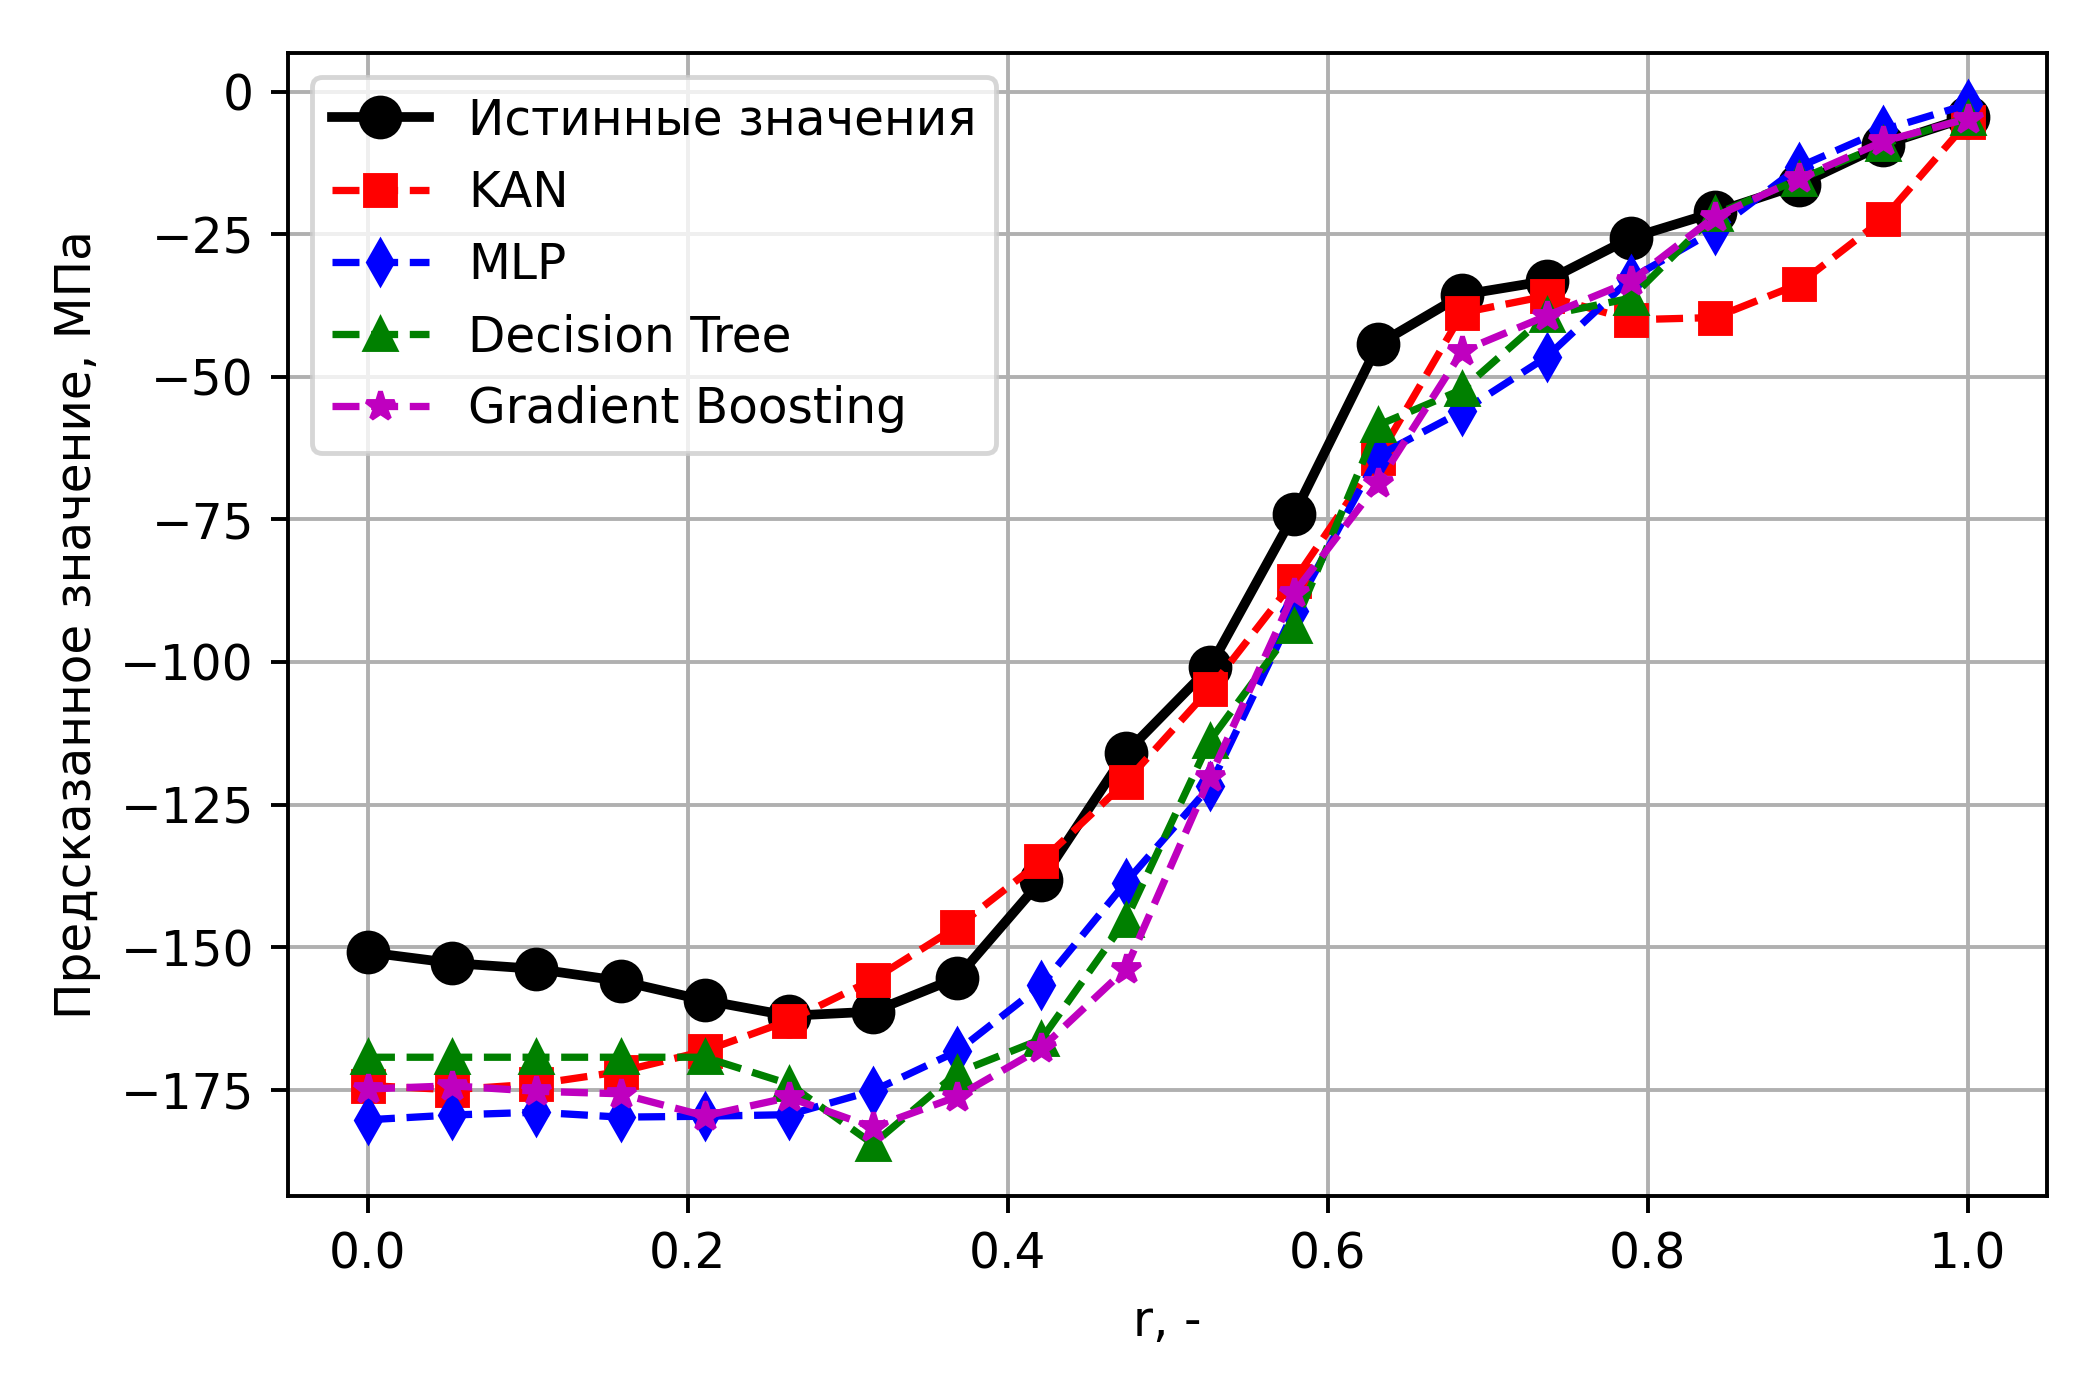 Предсказанное значение, МПа
0
−25
−50
−75
−100
−125
−150
−175
Истинные значения
KAN
MLP
Decision Tree
Gradient Boosting
0.0 0.2 0.4 0.6 0.8 1.0
r, -